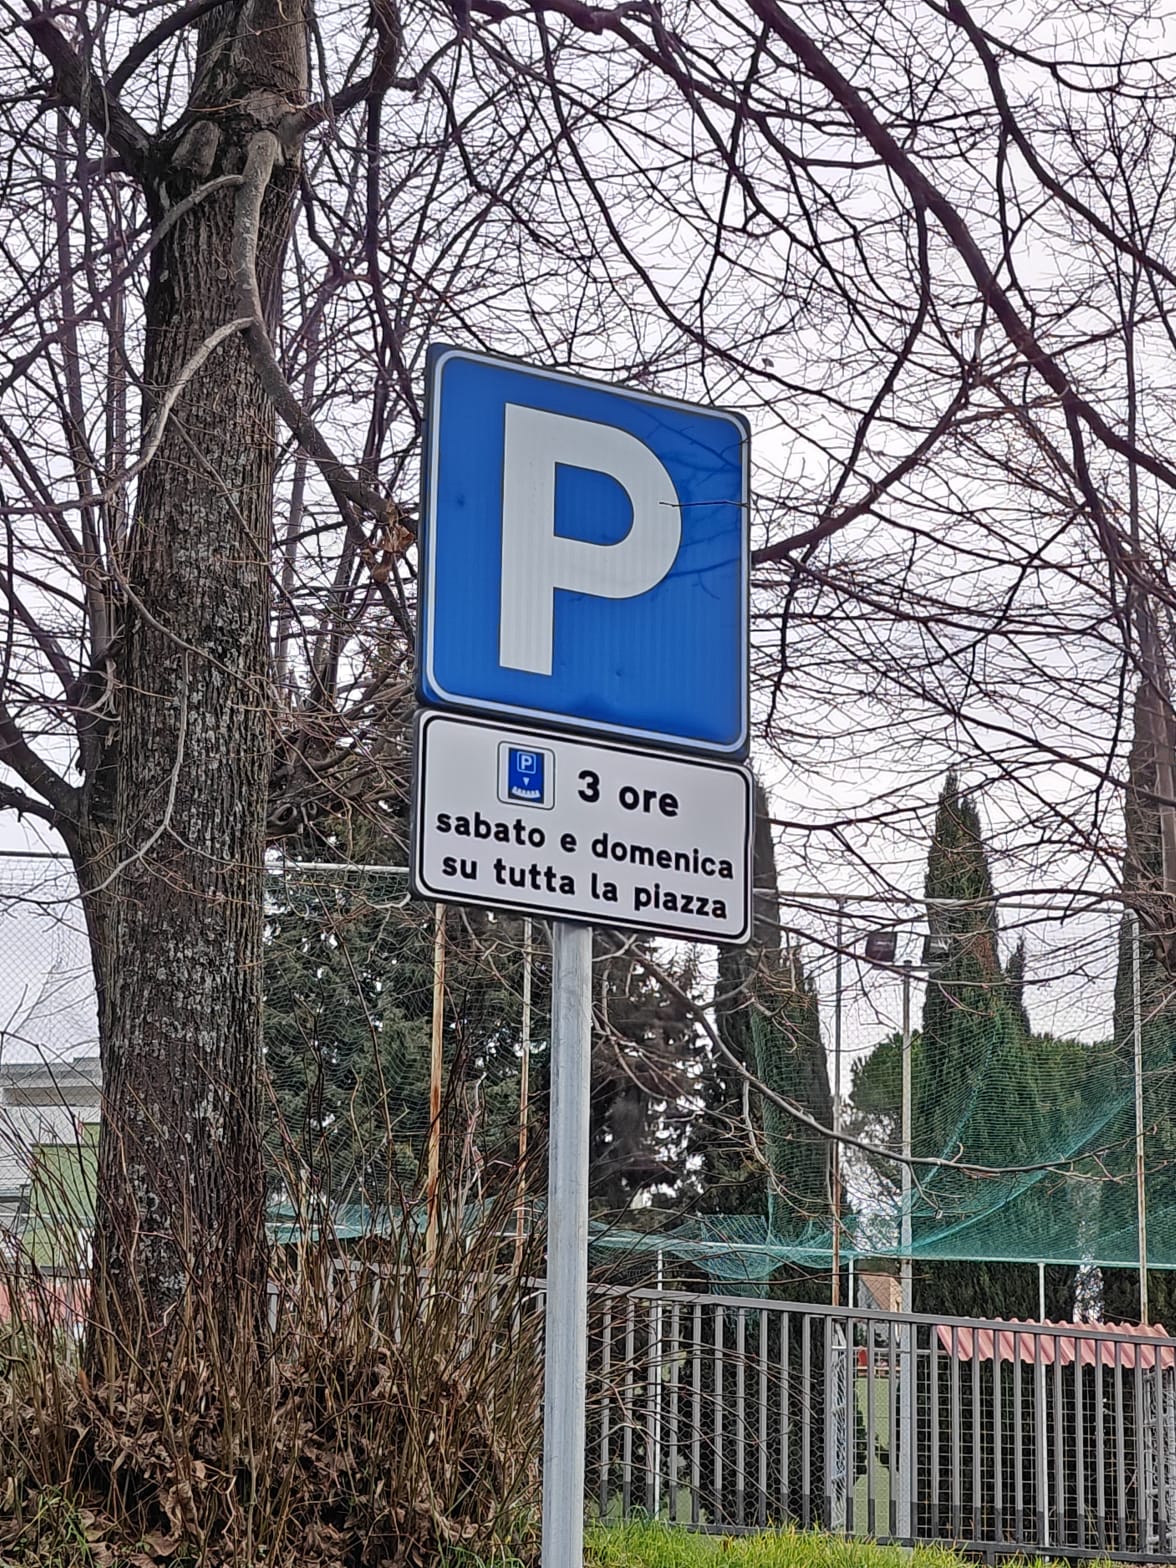 P
P
3 ore
sabato e domenica
su tutta la piazza